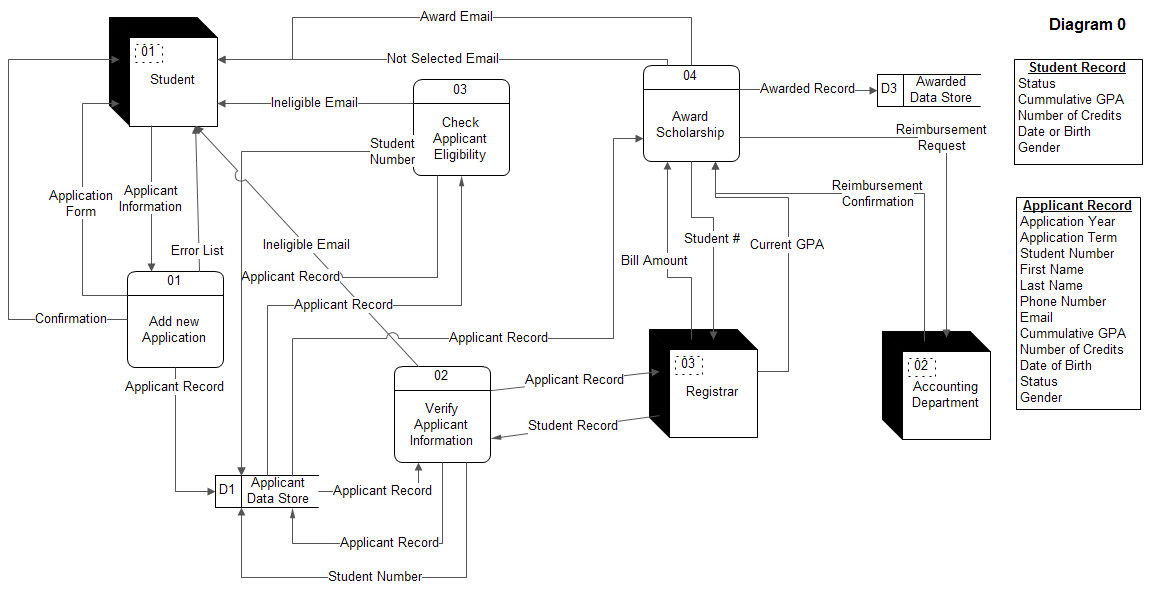 Award Email
Diagram 0
01
Student
Not Selected Email
04
Award
Scholarship
Awarded Record
D3
Awarded
Data Store
Student Record
Status
Cummulative GPA
Number of Credits
Date or Birth
Gender
Ineligible Email
03
Check
Applicant
Eligibility
Student
Number
Reimbursement
Request
Application
Form
Applicant
Information
Reimbursement
Confirmation
Applicant Record
Application Year
Application Term
Student Number
First Name
Last Name
Phone Number
Email
Cummulative GPA
Number of Credits
Date of Birth
Status
Gender
Error List
Ineligible Email
Student #
Current GPA
Bill Amount
01
Add new
Application
Applicant Record
Applicant Record
Confirmation
Applicant Record
Applicant Record
02
Verify
Applicant
Information
Applicant Record
Student Record
03
Registrar
02
Accounting
Department
D1
Applicant
Data Store
Applicant Record
Applicant Record
Student Number